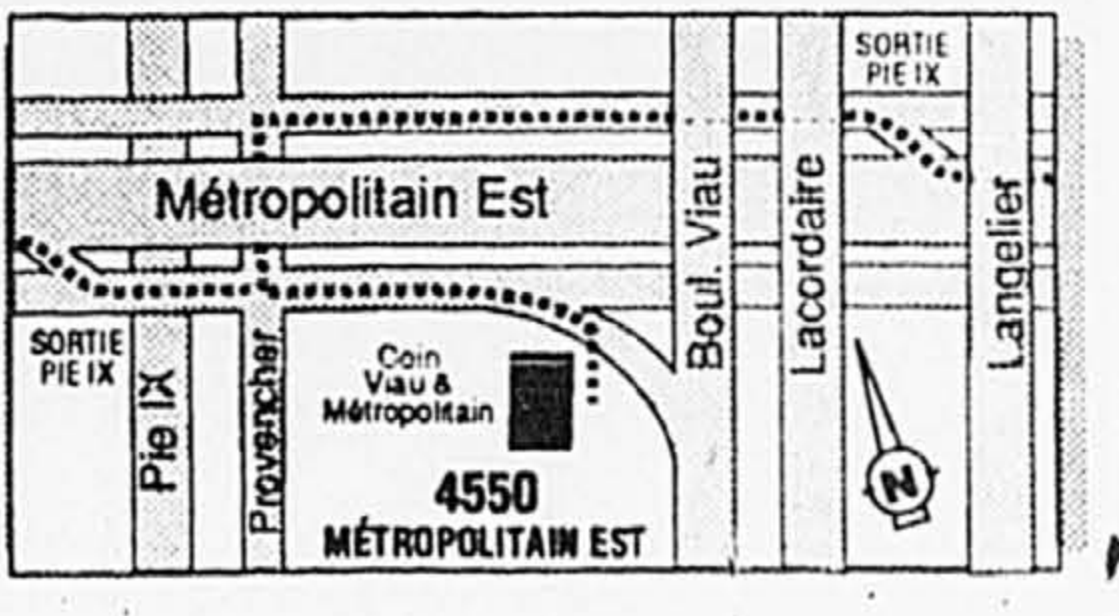 SORTIE
PIE IX
Métropolitain Est
Boul. Viau
Lacordaire
Langelier
SORTIE
PIE IX
Pie IX
Provencher
Coin
Viau &
Métropolitain
4550
MÉTROPOLITAIN EST
N